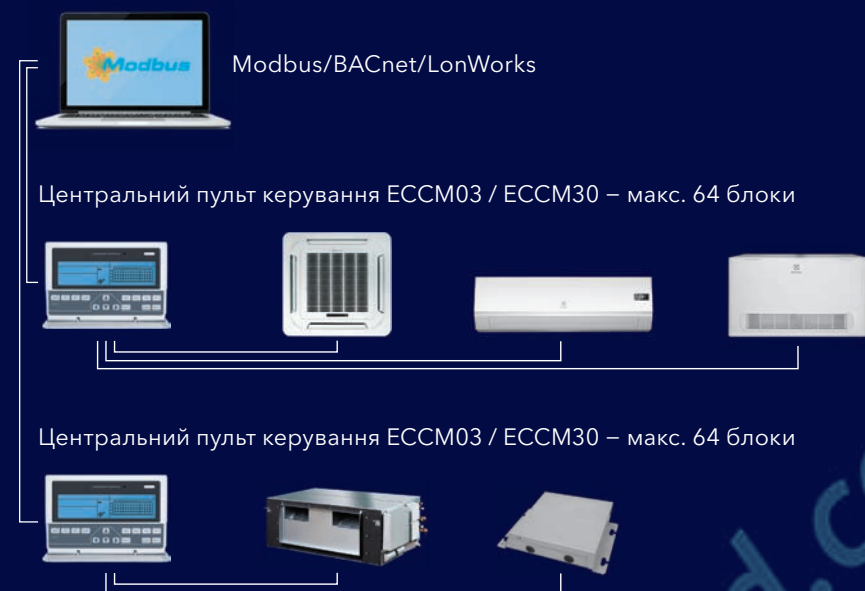 Modbus
Modbus/BACnet/LonWorks
Центральний пульт керування ECCM03 / ECCM30 – макс. 64 блоки
Центральний пульт керування ECCM03 / ECCM30 – макс. 64 блоки